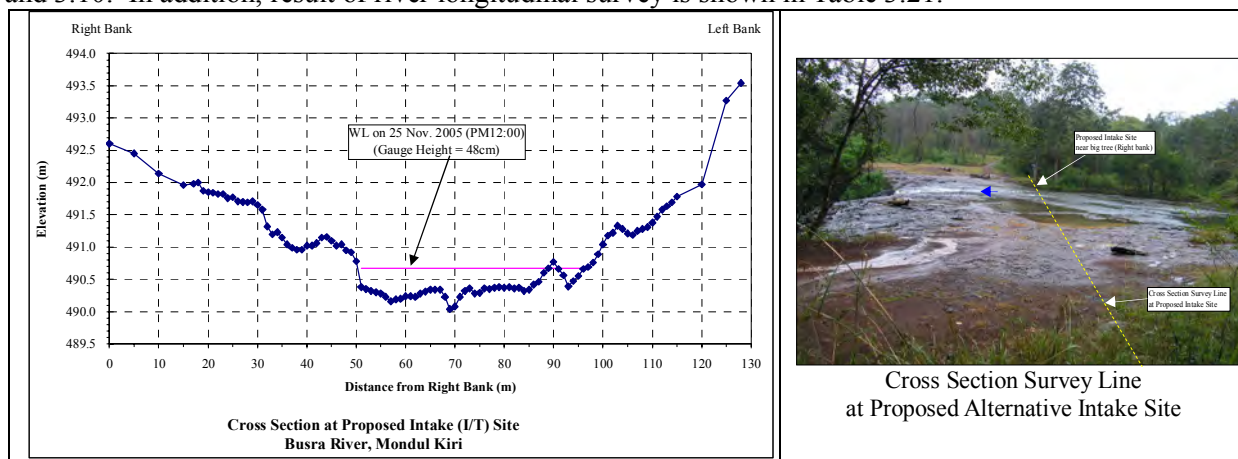 and 3.10. In addition, result of river longitudinal survey is shown in Table 3.21.
Right Bank
Left Bank
494.0
493.5
493.0
492.5
492.0
491.5
491.0
490.5
490.0
489.5
Elevation (m)
WL on 25 Nov. 2005 (PM12:00)
(Gauge Height = 48cm)
0 10 20 30 40 50 60 70 80 90 100 110 120 130
Distance from Right Bank (m)
Cross Section at Proposed Intake (I/T) Site
Busra River, Mondul Kiri
Proposed Intake Site
near big tree (Right bank)
Cross Section Survey Line
at Proposed Intake Site
Cross Section Survey Line
at Proposed Alternative Intake Site